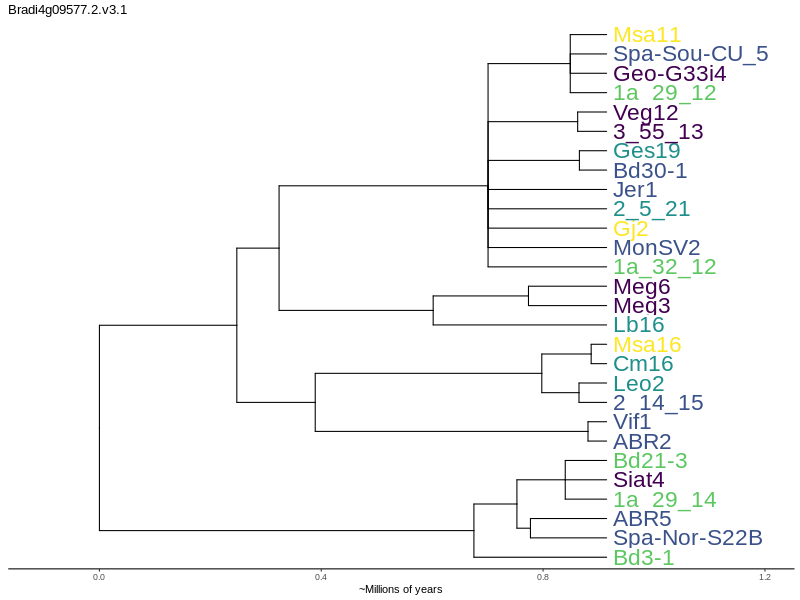 Bradi4g09577.2.v3.1
Msa11
Spa-Sou-CU_5
Geo-G33i4
1a_29_12
Veg12
3_55_13
Ges19
Bd30-1
Jer1
2_5_21
Gj2
MonSV2
1a_32_12
Meg6
Meg3
Lb16
Msa16
Cm16
Leo2
2_14_15
Vif1
ABR2
Bd21-3
Siat4
1a_29_14
ABR5
Spa-Nor-S22B
Bd3-1
0.0 0.4 0.8 1.2
~Millions of years